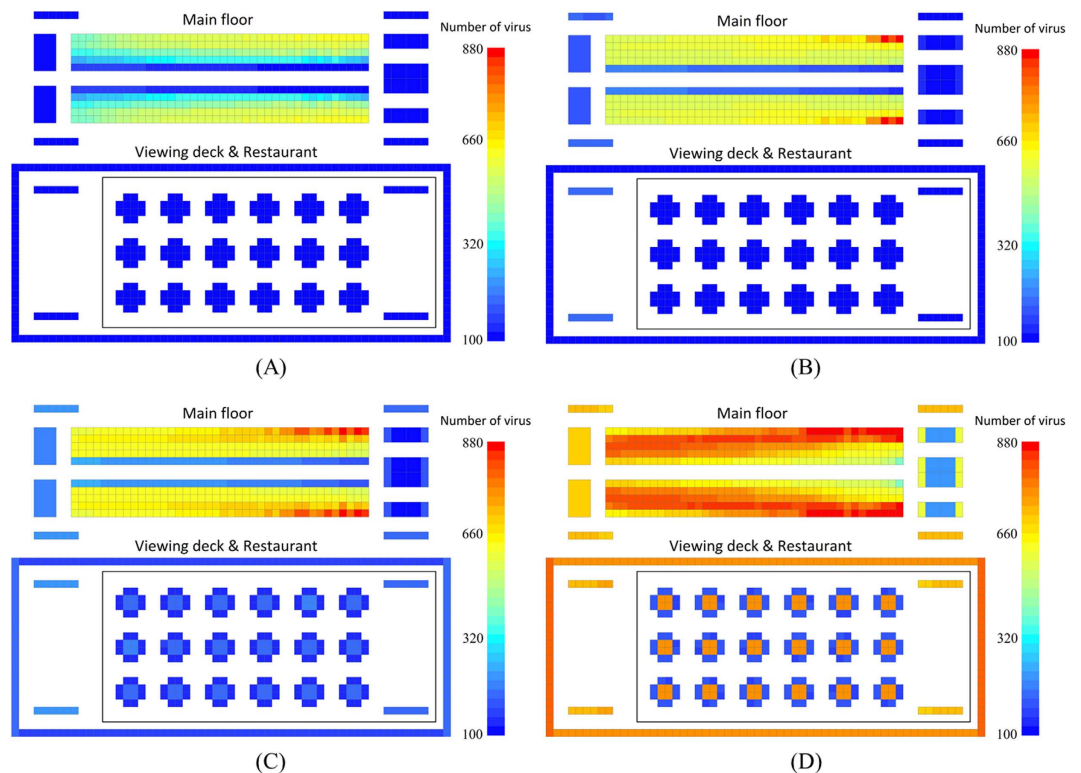 Main floor
Number of virus
880
660
320
100
Viewing deck & Restaurant
(A)
Main floor
Number of virus
880
660
320
100
Viewing deck & Restaurant
(B)
Main floor
Number of virus
880
660
320
100
Viewing deck & Restaurant
(C)
Main floor
Number of virus
880
660
320
100
Viewing deck & Restaurant
(D)